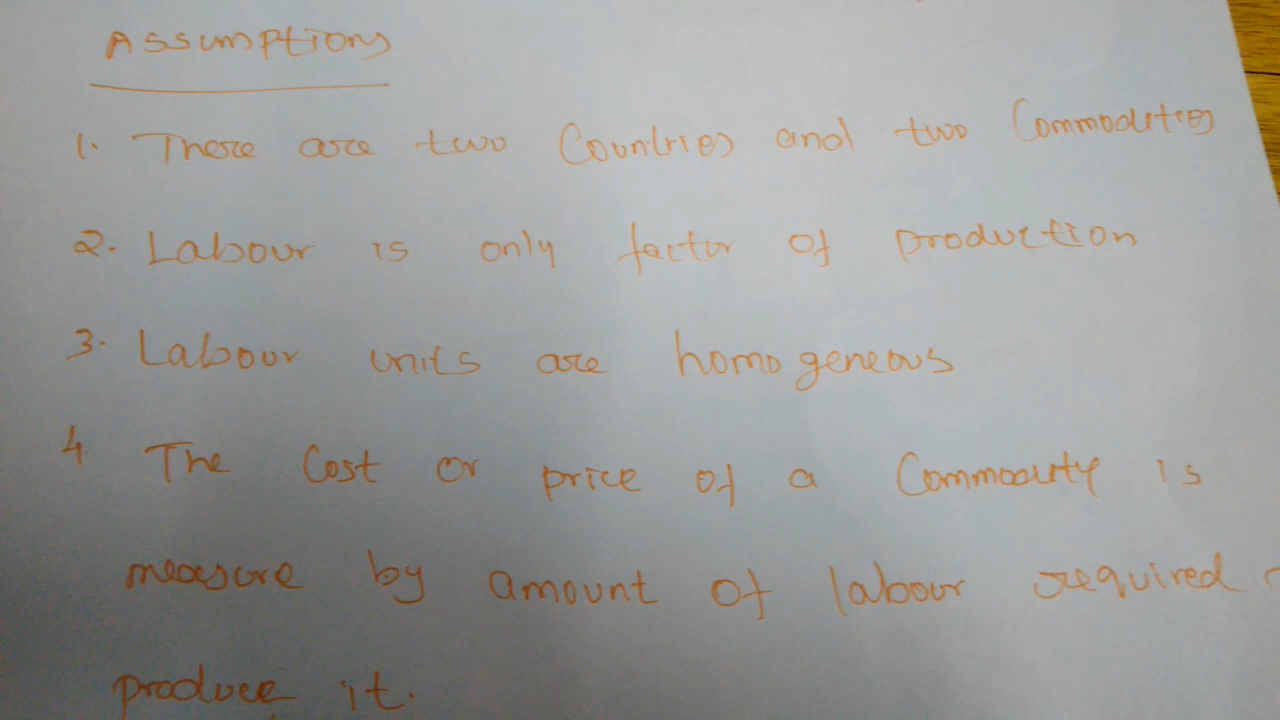 Assumptions
1. There are two Countries and two Commodities
2. Labour is only factor of production
3. Labour units are homogeneous
4 The Cost or price of a Commodity is
measure by amount of labour required
produce it.